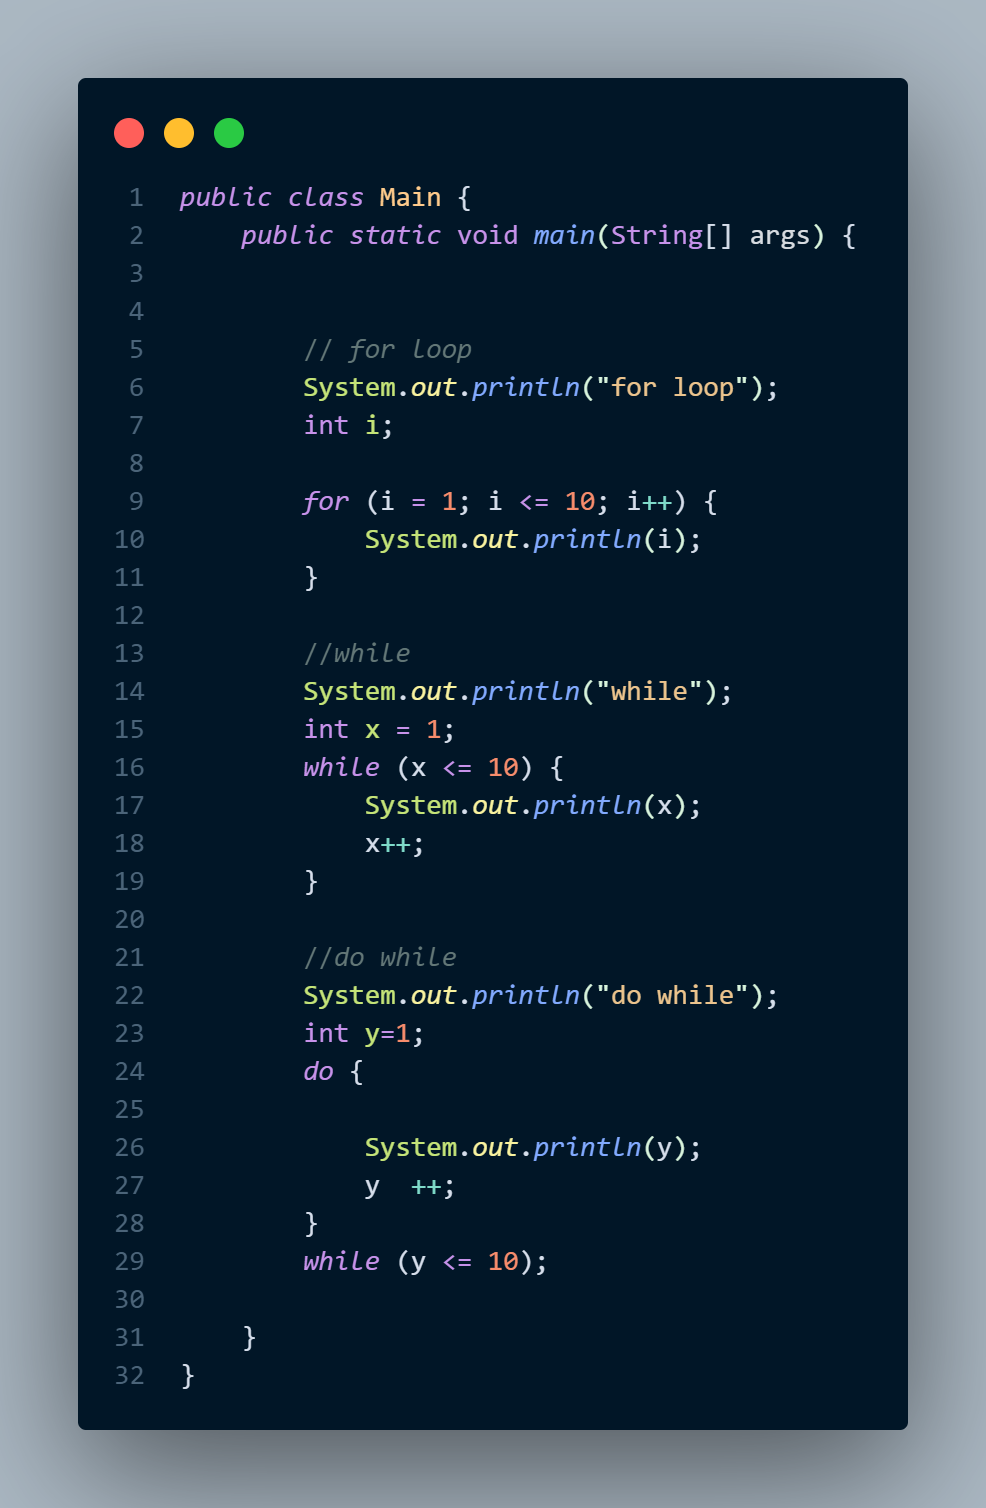 1 public class Main {
2     public static void main(String[] args) {
3
4
5         // for loop
6         System.out.println("for loop");
7         int i;
8
9         for (i = 1; i <= 10; i++) {
10             System.out.println(i);
11         }
12
13         //while
14         System.out.println("while");
15         int x = 1;
16         while (x <= 10) {
17             System.out.println(x);
18             x++;
19         }
20
21         //do while
22         System.out.println("do while");
23         int y=1;
24         do {
25
26             System.out.println(y);
27             y  ++;
28         }
29         while (y <= 10);
30
31     }
32 }